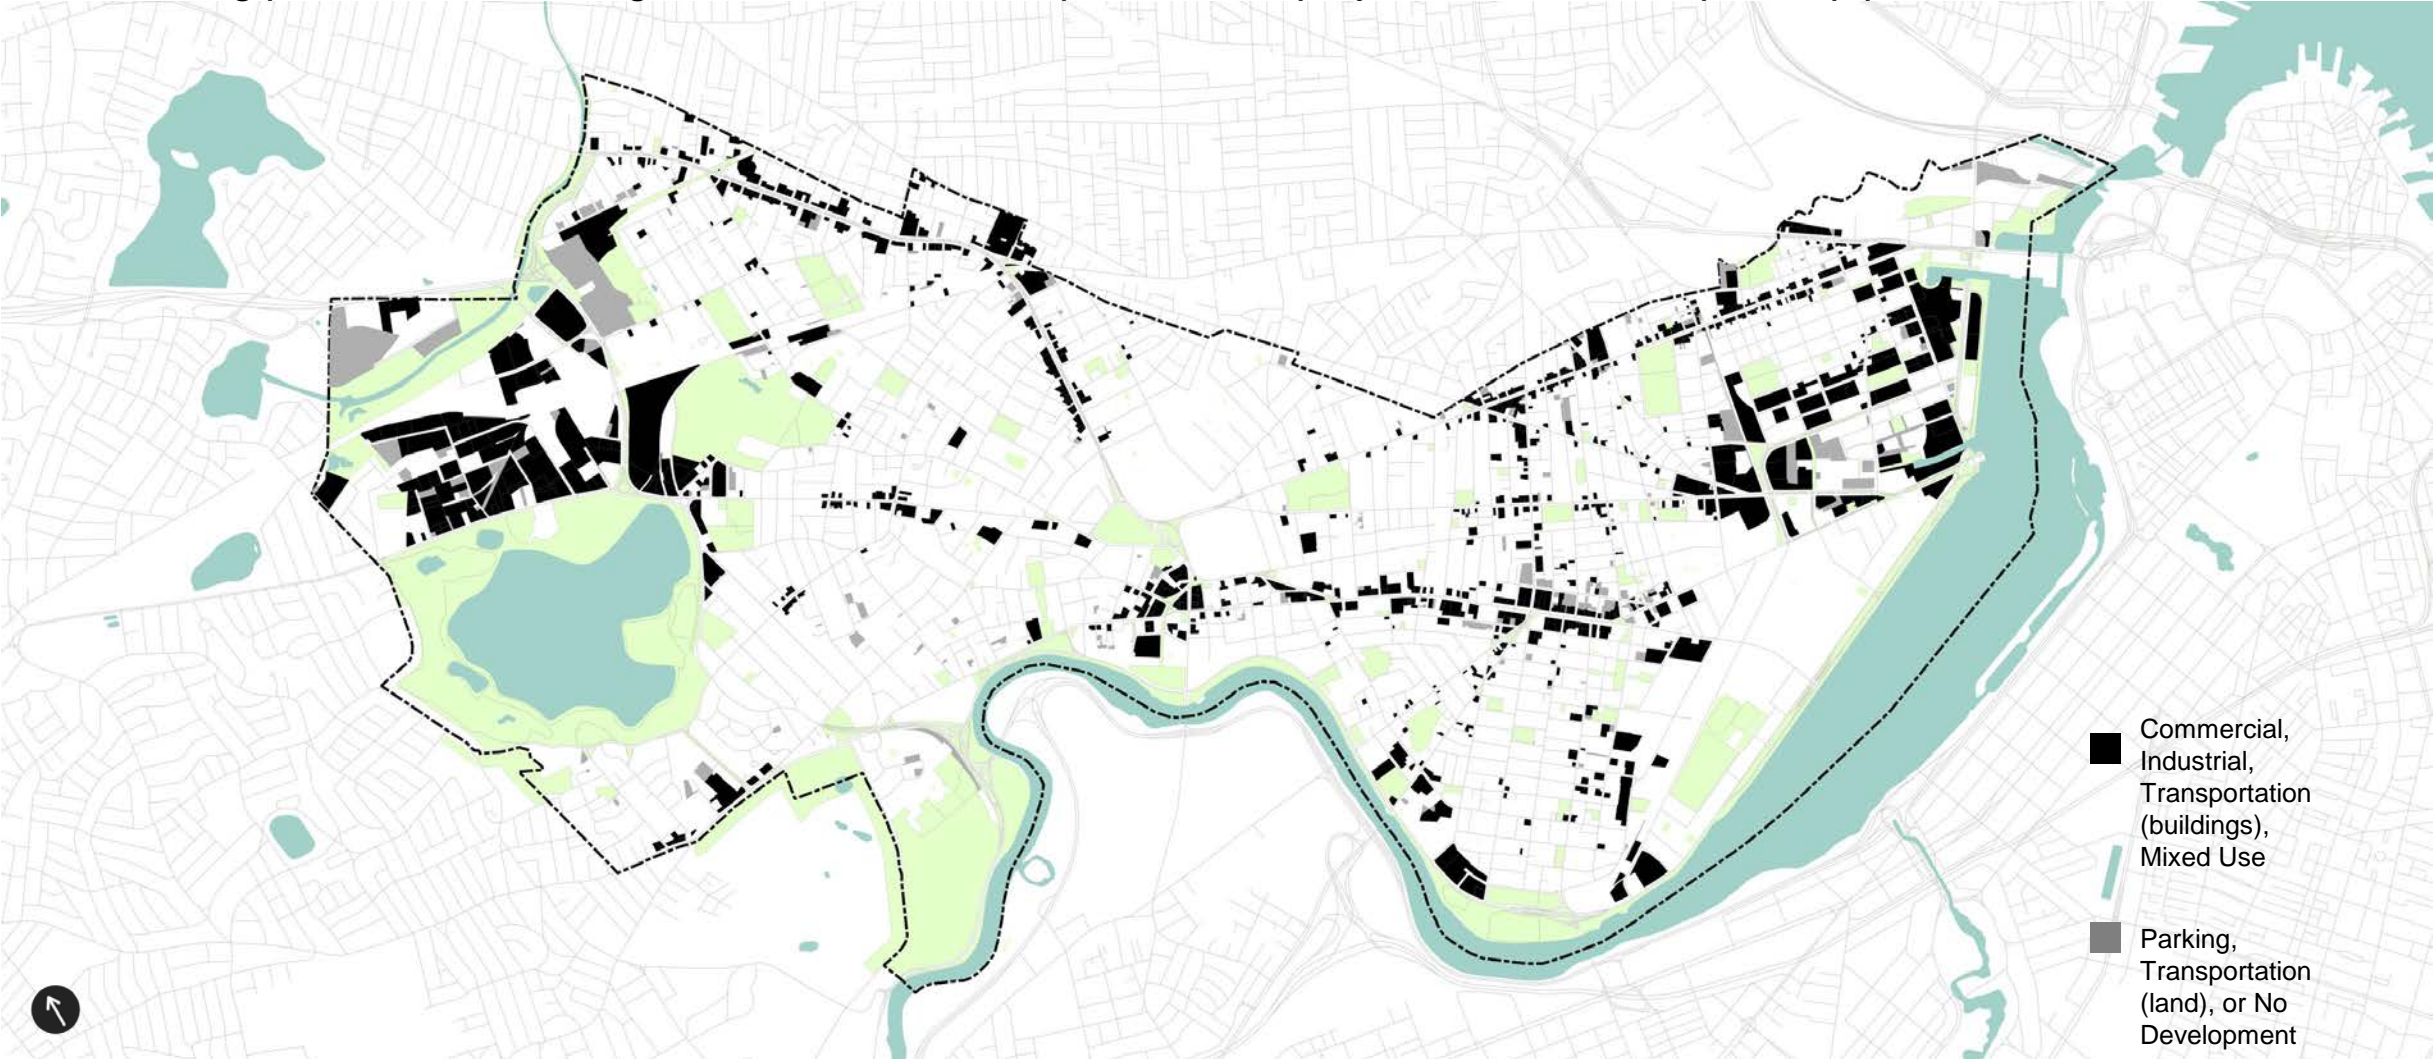 Commercial,
Industrial,
Transportation
(buildings),
Mixed Use
Parking,
Transportation
(land), or No
Development